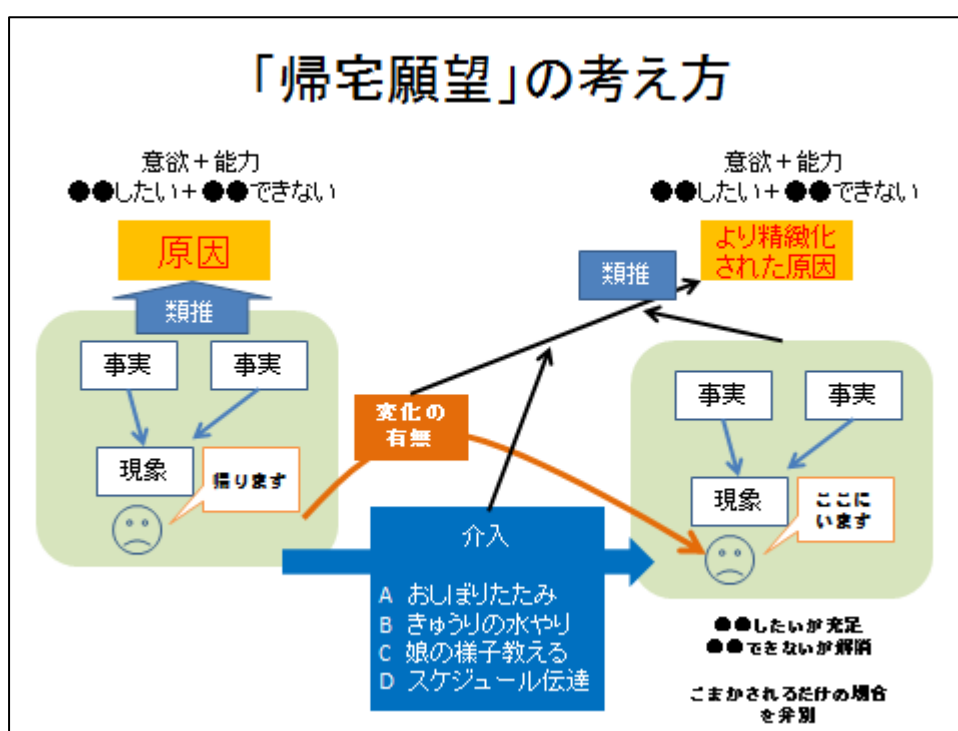 「帰宅願望」の考え方
意欲＋能力
●●したい＋●●できない
原因
類推
事実
事実
現象
帰ります
変化の
有無
介入
A おしぼりたたみ
B きゅうりの水やり
C 娘の様子教える
D スケジュール伝達
意欲＋能力
●●したい＋●●できない
より精緻化
された原因
類推
事実
事実
現象
ここに
います
●●したいが充足
●●できないが解消
ごまかされるだけの場合
を弁別